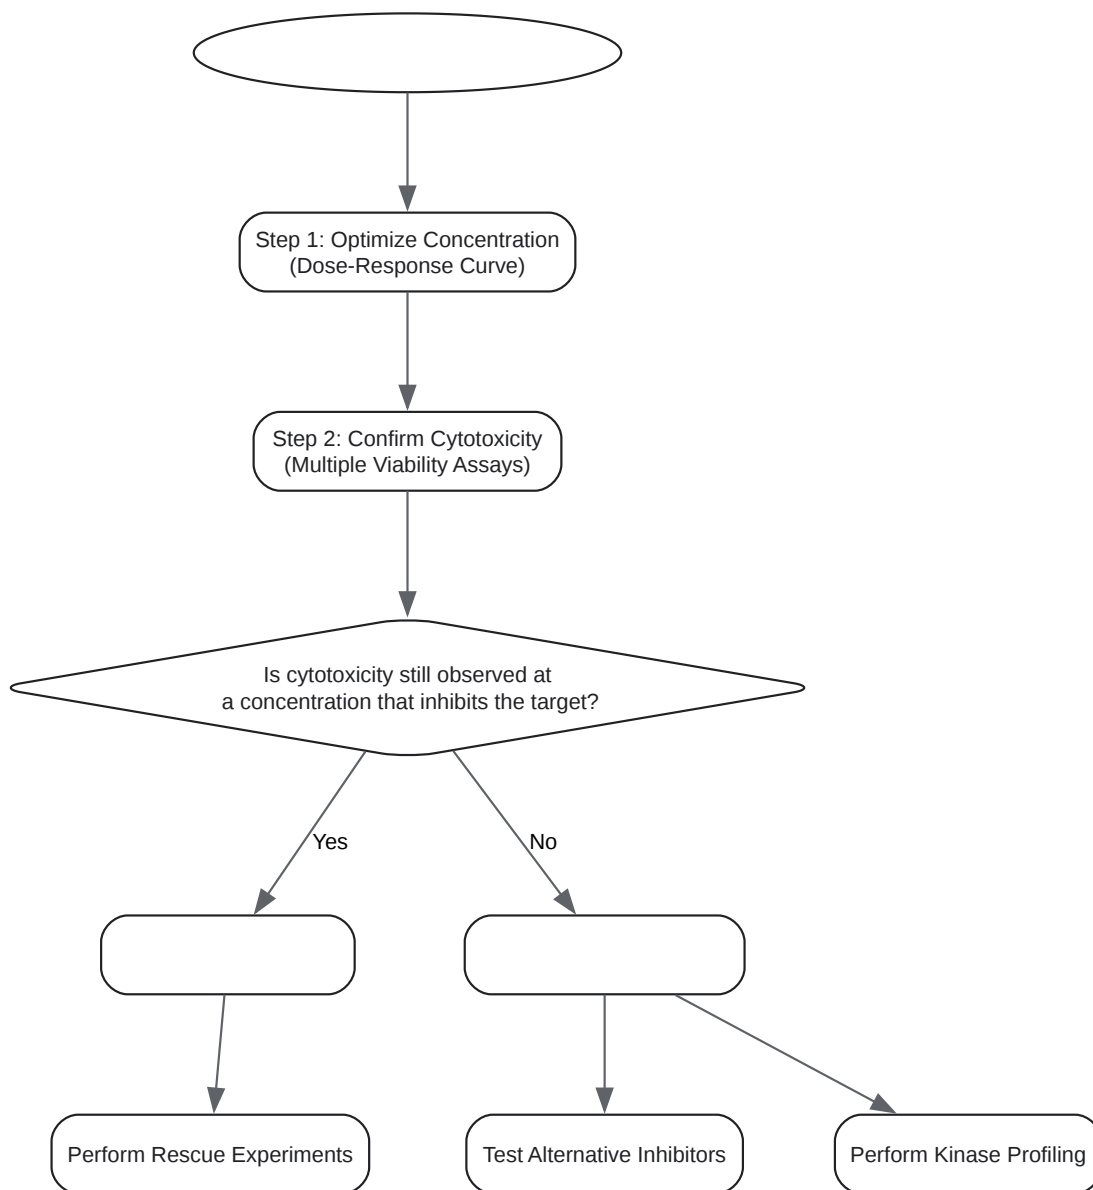 Step 1: Optimize Concentration
(Dose-Response Curve)
Step 2: Confirm Cytotoxicity
(Multiple Viability Assays)
Is cytotoxicity still observed at
a concentration that inhibits the target?
Yes
No
Perform Rescue Experiments
Test Alternative Inhibitors
Perform Kinase Profiling